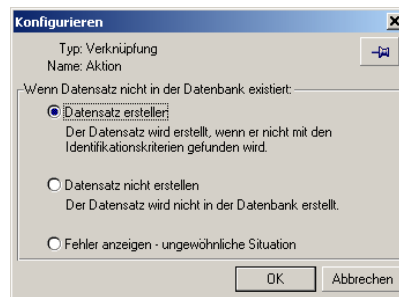 Konfigurieren
Typ: Verknüpfung
Name: Aktion
Wenn Datensatz nicht in der Datenbank existiert:
Datensatz erstellen
Der Datensatz wird erstellt, wenn er nicht mit den
Identifikationskriterien gefunden wird.
Datensatz nicht erstellen
Der Datensatz wird nicht in der Datenbank erstellt.
Fehler anzeigen - ungewöhnliche Situation
OK
Abbrechen